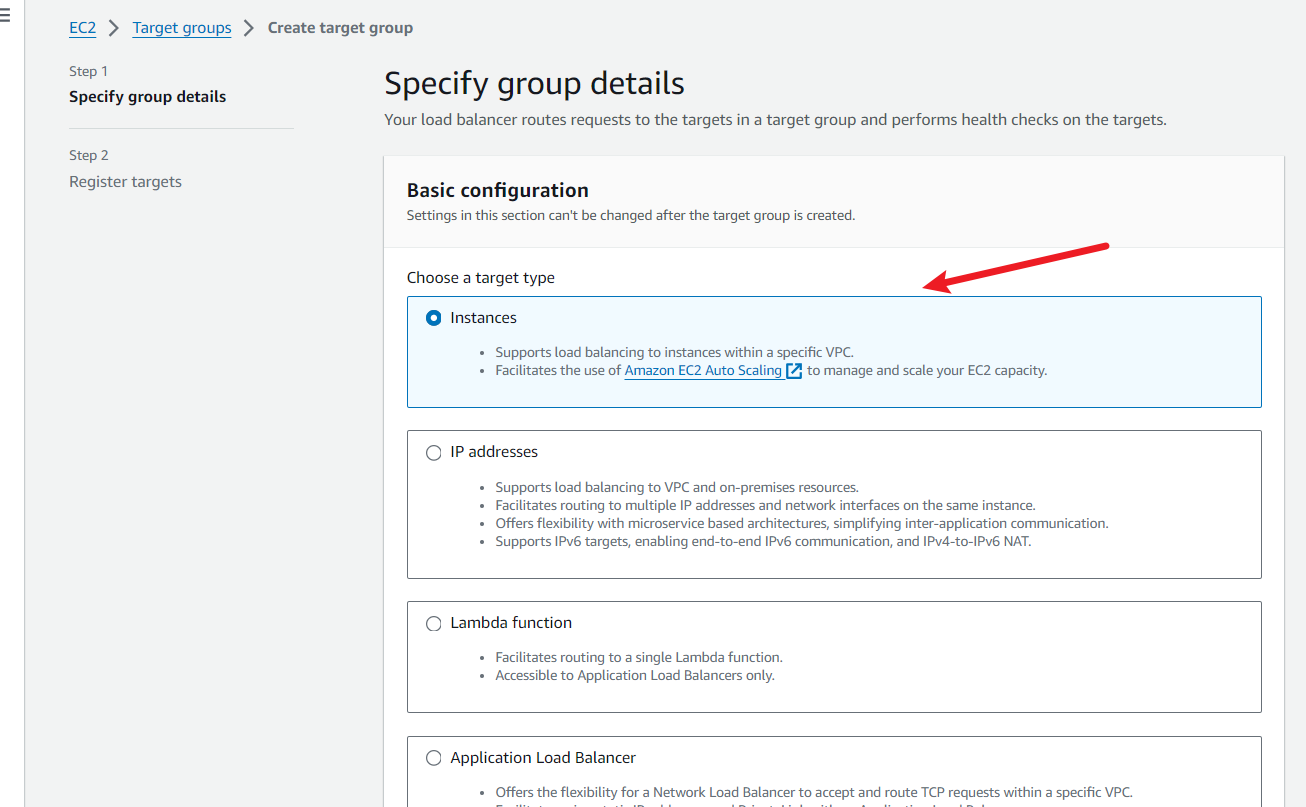 EC2 > Target groups > Create target group
Step 1
Specify group details
Step 2
Register targets
Specify group details
Your load balancer routes requests to the targets in a target group and performs health checks on the targets.
Basic configuration
Settings in this section can't be changed after the target group is created.
Choose a target type
Instances
• Supports load balancing to instances within a specific VPC.
• Facilitates the use of Amazon EC2 Auto Scaling to manage and scale your EC2 capacity.
IP addresses
• Supports load balancing to VPC and on-premises resources.
• Facilitates routing to multiple IP addresses and network interfaces on the same instance.
• Offers flexibility with microservice based architectures, simplifying inter-application communication.
• Supports IPv6 targets, enabling end-to-end IPv6 communication, and IPv4-to-IPv6 NAT.
Lambda function
• Facilitates routing to a single Lambda function.
• Accessible to Application Load Balancers only.
Application Load Balancer
• Offers the flexibility for a Network Load Balancer to accept and route TCP requests within a specific VPC.